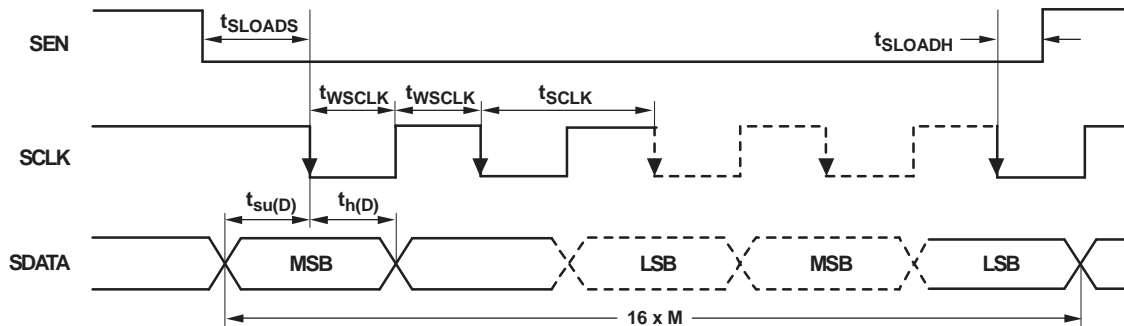 tSLOADS
SEN
tSLOADH
tWSCLK tWSCLK tSCLK
SCLK
tsu(D) th(D)
SDATA MSB LSB MSB LSB
16 x M